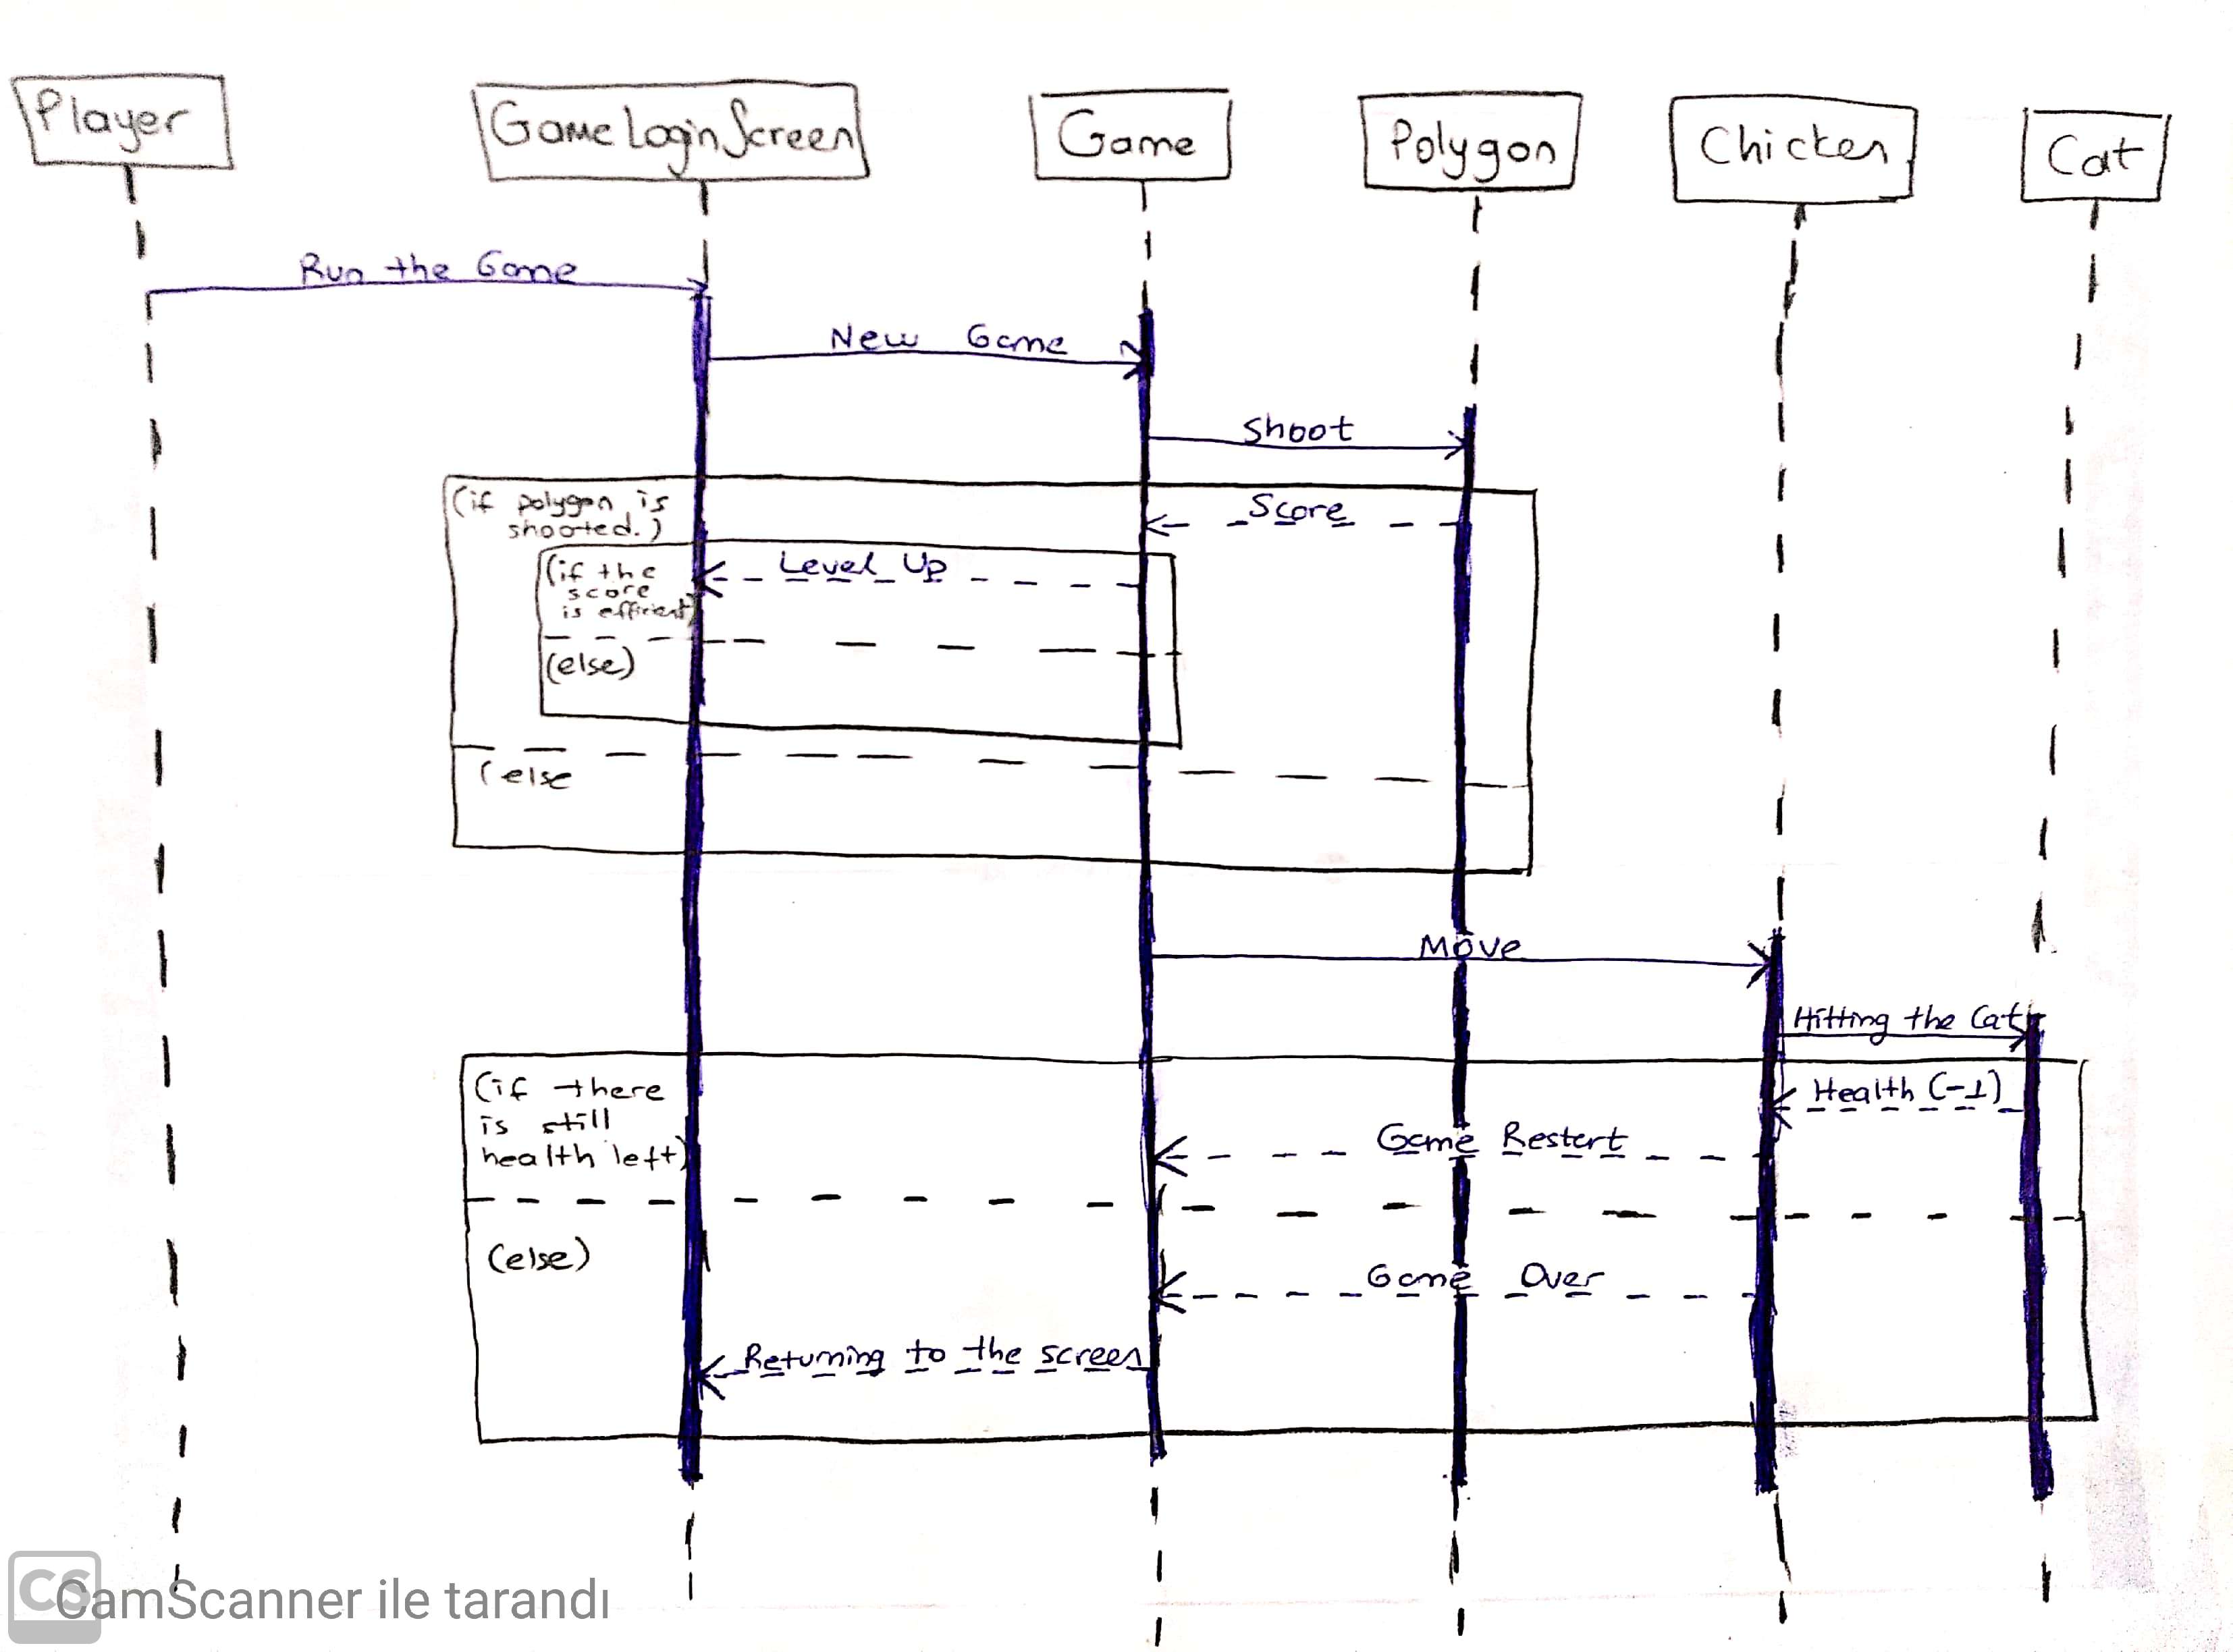 Player
GameLoginScreen
Game
Polygon
Chicken
Cat
Run the Game
New Game
Shoot
(if polygon is
shooted.)
Score
(if the
score
is efficient)
Level Up
(else)
(else
Move
Hitting the Cat
(if there
is still
health left)
Health (-1)
Game Restart
(else)
Game Over
Returning to the screen
CS
CamScanner ile tarandı